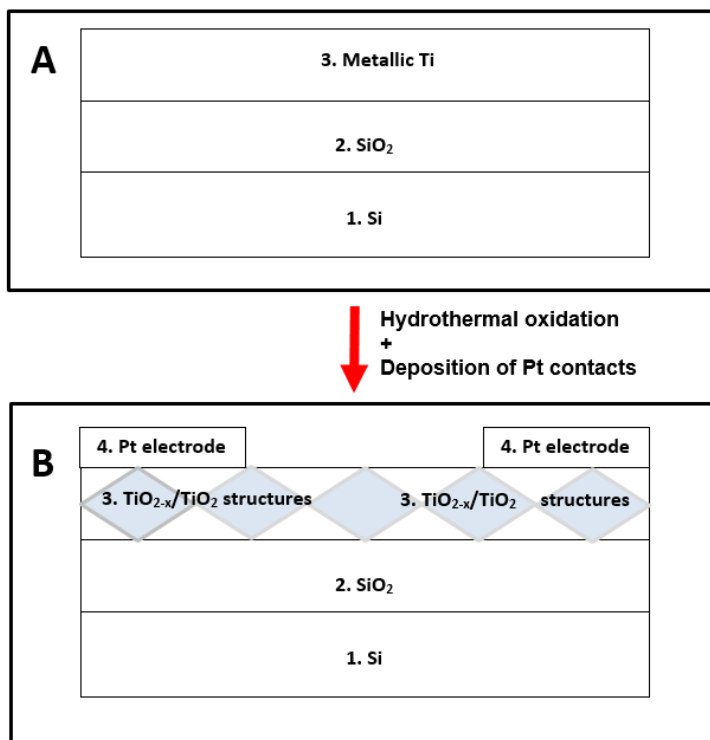 A
3. Metallic Ti
2. SiO₂
1. Si
Hydrothermal oxidation
+
Deposition of Pt contacts
B
4. Pt electrode
4. Pt electrode
3. TiO₂₋ₓ/TiO₂ structures
3. TiO₂₋ₓ/TiO₂ structures
2. SiO₂
1. Si